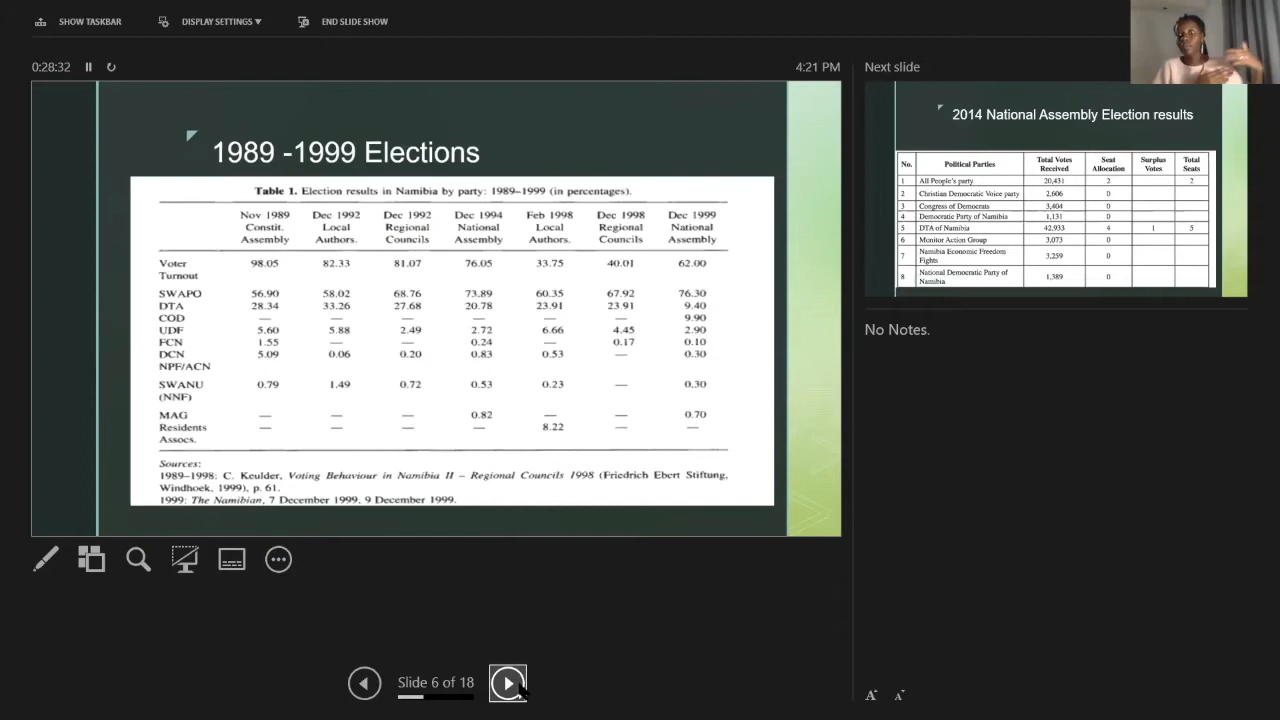 SHOW TASKBAR
DISPLAY SETTINGS ▼
END SLIDE SHOW
0:28:32
4:21 PM
1989 -1999 Elections
Table 1. Election results in Namibia by party: 1989–1999 (in percentages).
Nov 1989 Dec 1992 Dec 1992 Dec 1994 Feb 1998 Dec 1998 Dec 1999
Constit. Local Regional National Local Regional National
Assembly Authors. Councils Assembly Authors. Councils Assembly
Voter 98.05 82.33 81.07 76.05 33.75 40.01 62.00
Turnout
SWAPO 56.90 58.02 68.76 73.89 60.35 67.92 76.30
DTA 28.34 33.26 27.68 20.78 23.91 23.91 9.40
COD — — — — — — 9.90
UDF 5.60 5.88 2.49 2.72 6.66 4.45 2.90
FCN 1.55 — — 0.24 — 0.17 0.10
DCN 5.09 0.06 0.20 0.83 0.53 — 0.30
NPF/ACN
SWANU 0.79 1.49 0.72 0.53 0.23 — 0.30
(NNF)
MAG — — — 0.82 — — 0.70
Residents — — — — 8.22 — —
Assocs.
Sources:
1989–1998: C. Keulder, Voting Behaviour in Namibia II – Regional Councils 1998 (Friedrich Ebert Stiftung,
Windhoek, 1999), p. 61.
1999: The Namibian, 7 December 1999, 9 December 1999.
Slide 6 of 18
Next slide
2014 National Assembly Election results
No. Political Parties Total Votes Seat Surplus Total
Received Allocation Votes Seats
1 All People's party 20,431 2 2
2 Christian Democratic Voice party 2,606 0
3 Congress of Democrats 3,404 0
4 Democratic Party of Namibia 1,131 0
5 DTA of Namibia 42,933 4 1 5
6 Monitor Action Group 3,073 0
7 Namibia Economic Freedom 3,259 0
Fights
8 National Democratic Party of 1,389 0
Namibia
No Notes.
A A